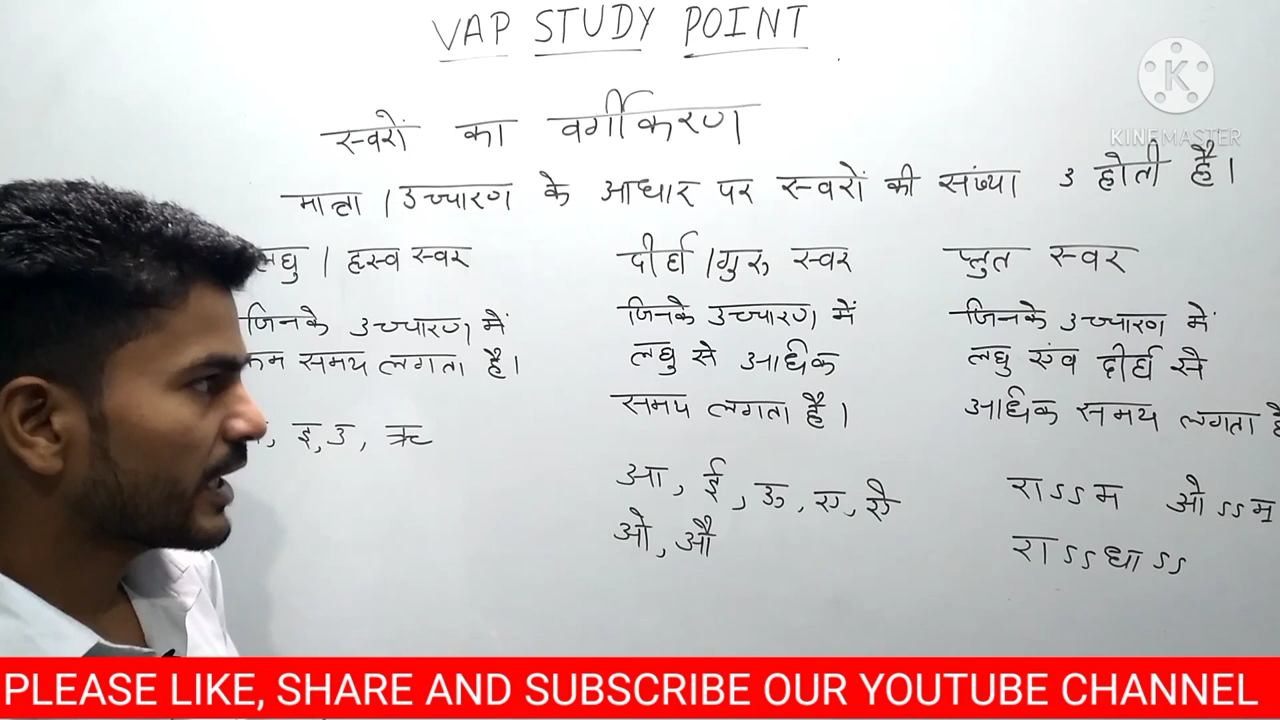 VAP STUDY POINT
KINEMASTER
स्वरों का वर्गीकरण
मात्रा / उच्चारण के आधार पर स्वरों की संख्या 3 होती है।
लघु / हृस्व स्वर
जिनके उच्चारण में
कम समय लगता है।
, इ, उ, ऋ
दीर्घ / गुरु स्वर
जिनके उच्चारण में
लघु से अधिक
समय लगता है।
आ, ई, ऊ, ए, ऐ
ओ, औ
प्लुत स्वर
जिनके उच्चारण में
लघु एंव दीर्घ से
अधिक समय लगता है
राऽऽम ओऽऽम्
राऽऽधाऽऽ
PLEASE LIKE, SHARE AND SUBSCRIBE OUR YOUTUBE CHANNEL